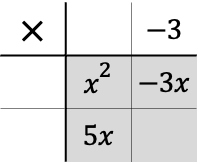 × −3
x² −3x
5x